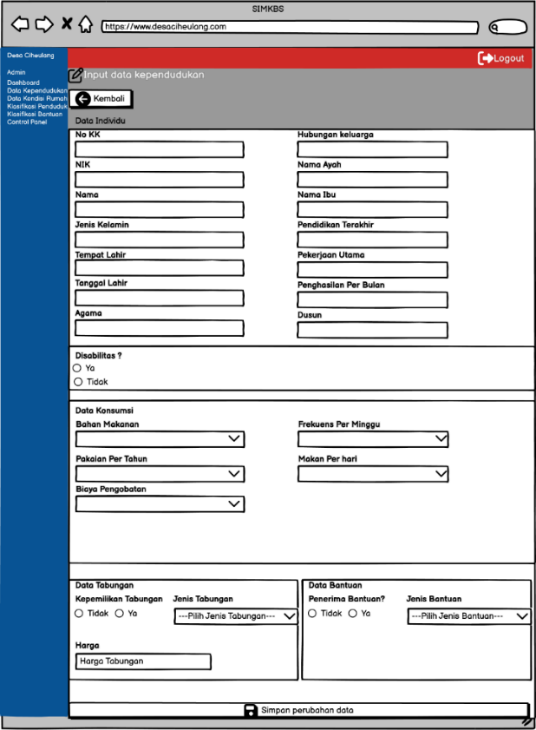 SIMKBS
https://www.desaciheulang.com
Desa Ciheulang
Logout
Admin
Dashboard
Data Kependudukan
Data Kondisi Rumah
Klasifikasi Penduduk
Klasifikasi Bantuan
Control Panel
Input data kependudukan
Kembali
Data Individu
No KK
Hubungan keluarga
NIK
Nama Ayah
Nama
Nama Ibu
Jenis Kelamin
Pendidikan Terakhir
Tempat Lahir
Pekerjaan Utama
Tanggal Lahir
Penghasilan Per Bulan
Agama
Dusun
Disabilitas ?
Ya
Tidak
Data Konsumsi
Bahan Makanan
Frekuens Per Minggu
Pakaian Per Tahun
Makan Per hari
Biaya Pengobatan
Data Tabungan
Kepemilikan Tabungan Jenis Tabungan
Tidak Ya ---Pilih Jenis Tabungan---
Harga
Harga Tabungan
Data Bantuan
Penerima Bantuan? Jenis Bantuan
Tidak Ya ---Pilih Jenis Bantuan---
Simpan perubahan data